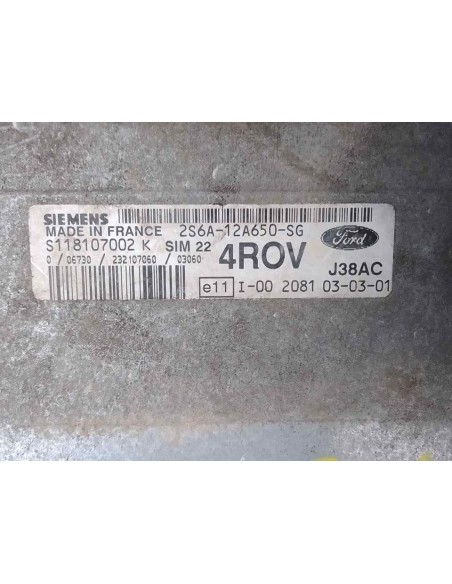 SIEMENS
MADE IN FRANCE 2S6A-12A650-SG
S118107002 K SIM 22 4ROV Ford
0 / 06730 / 232107060 / 03060 J38AC
e11 I-00 2081 03-03-01